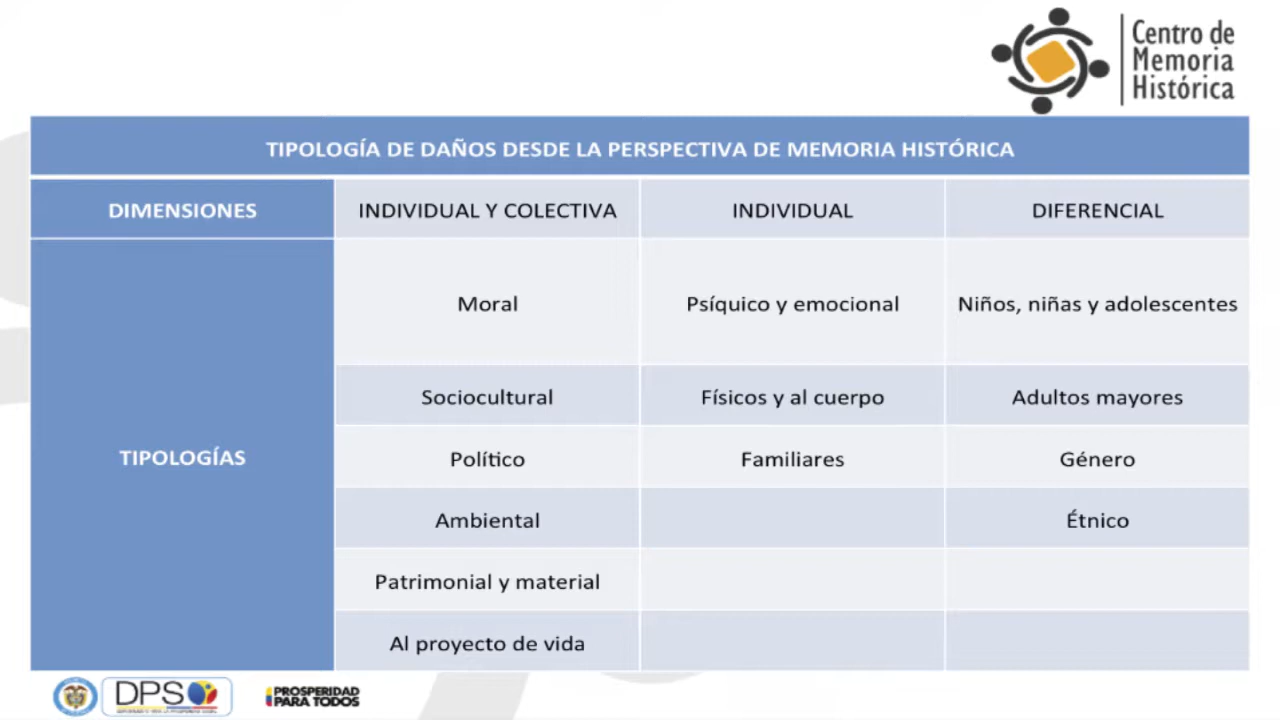 Centro de
Memoria
Histórica
TIPOLOGÍA DE DAÑOS DESDE LA PERSPECTIVA DE MEMORIA HISTÓRICA
DIMENSIONES INDIVIDUAL Y COLECTIVA INDIVIDUAL DIFERENCIAL
Moral Psíquico y emocional Niños, niñas y adolescentes
Sociocultural Físicos y al cuerpo Adultos mayores
TIPOLOGÍAS Político Familiares Género
Ambiental Étnico
Patrimonial y material
Al proyecto de vida
DPS
PROSPERIDAD
PARA TODOS